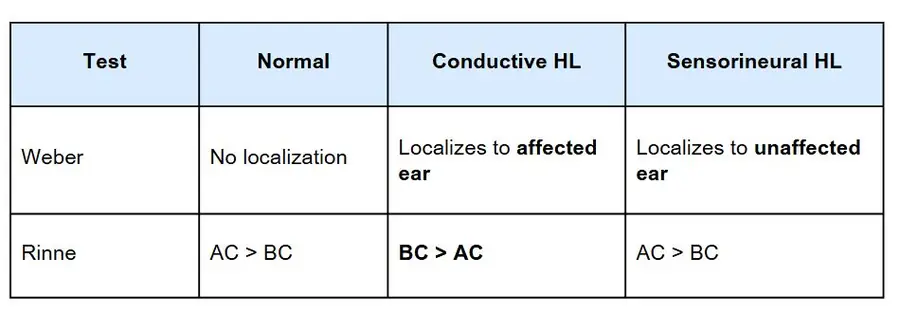 Test Normal Conductive HL Sensorineural HL
Weber No localization Localizes to affected ear Localizes to unaffected ear
Rinne AC > BC BC > AC AC > BC